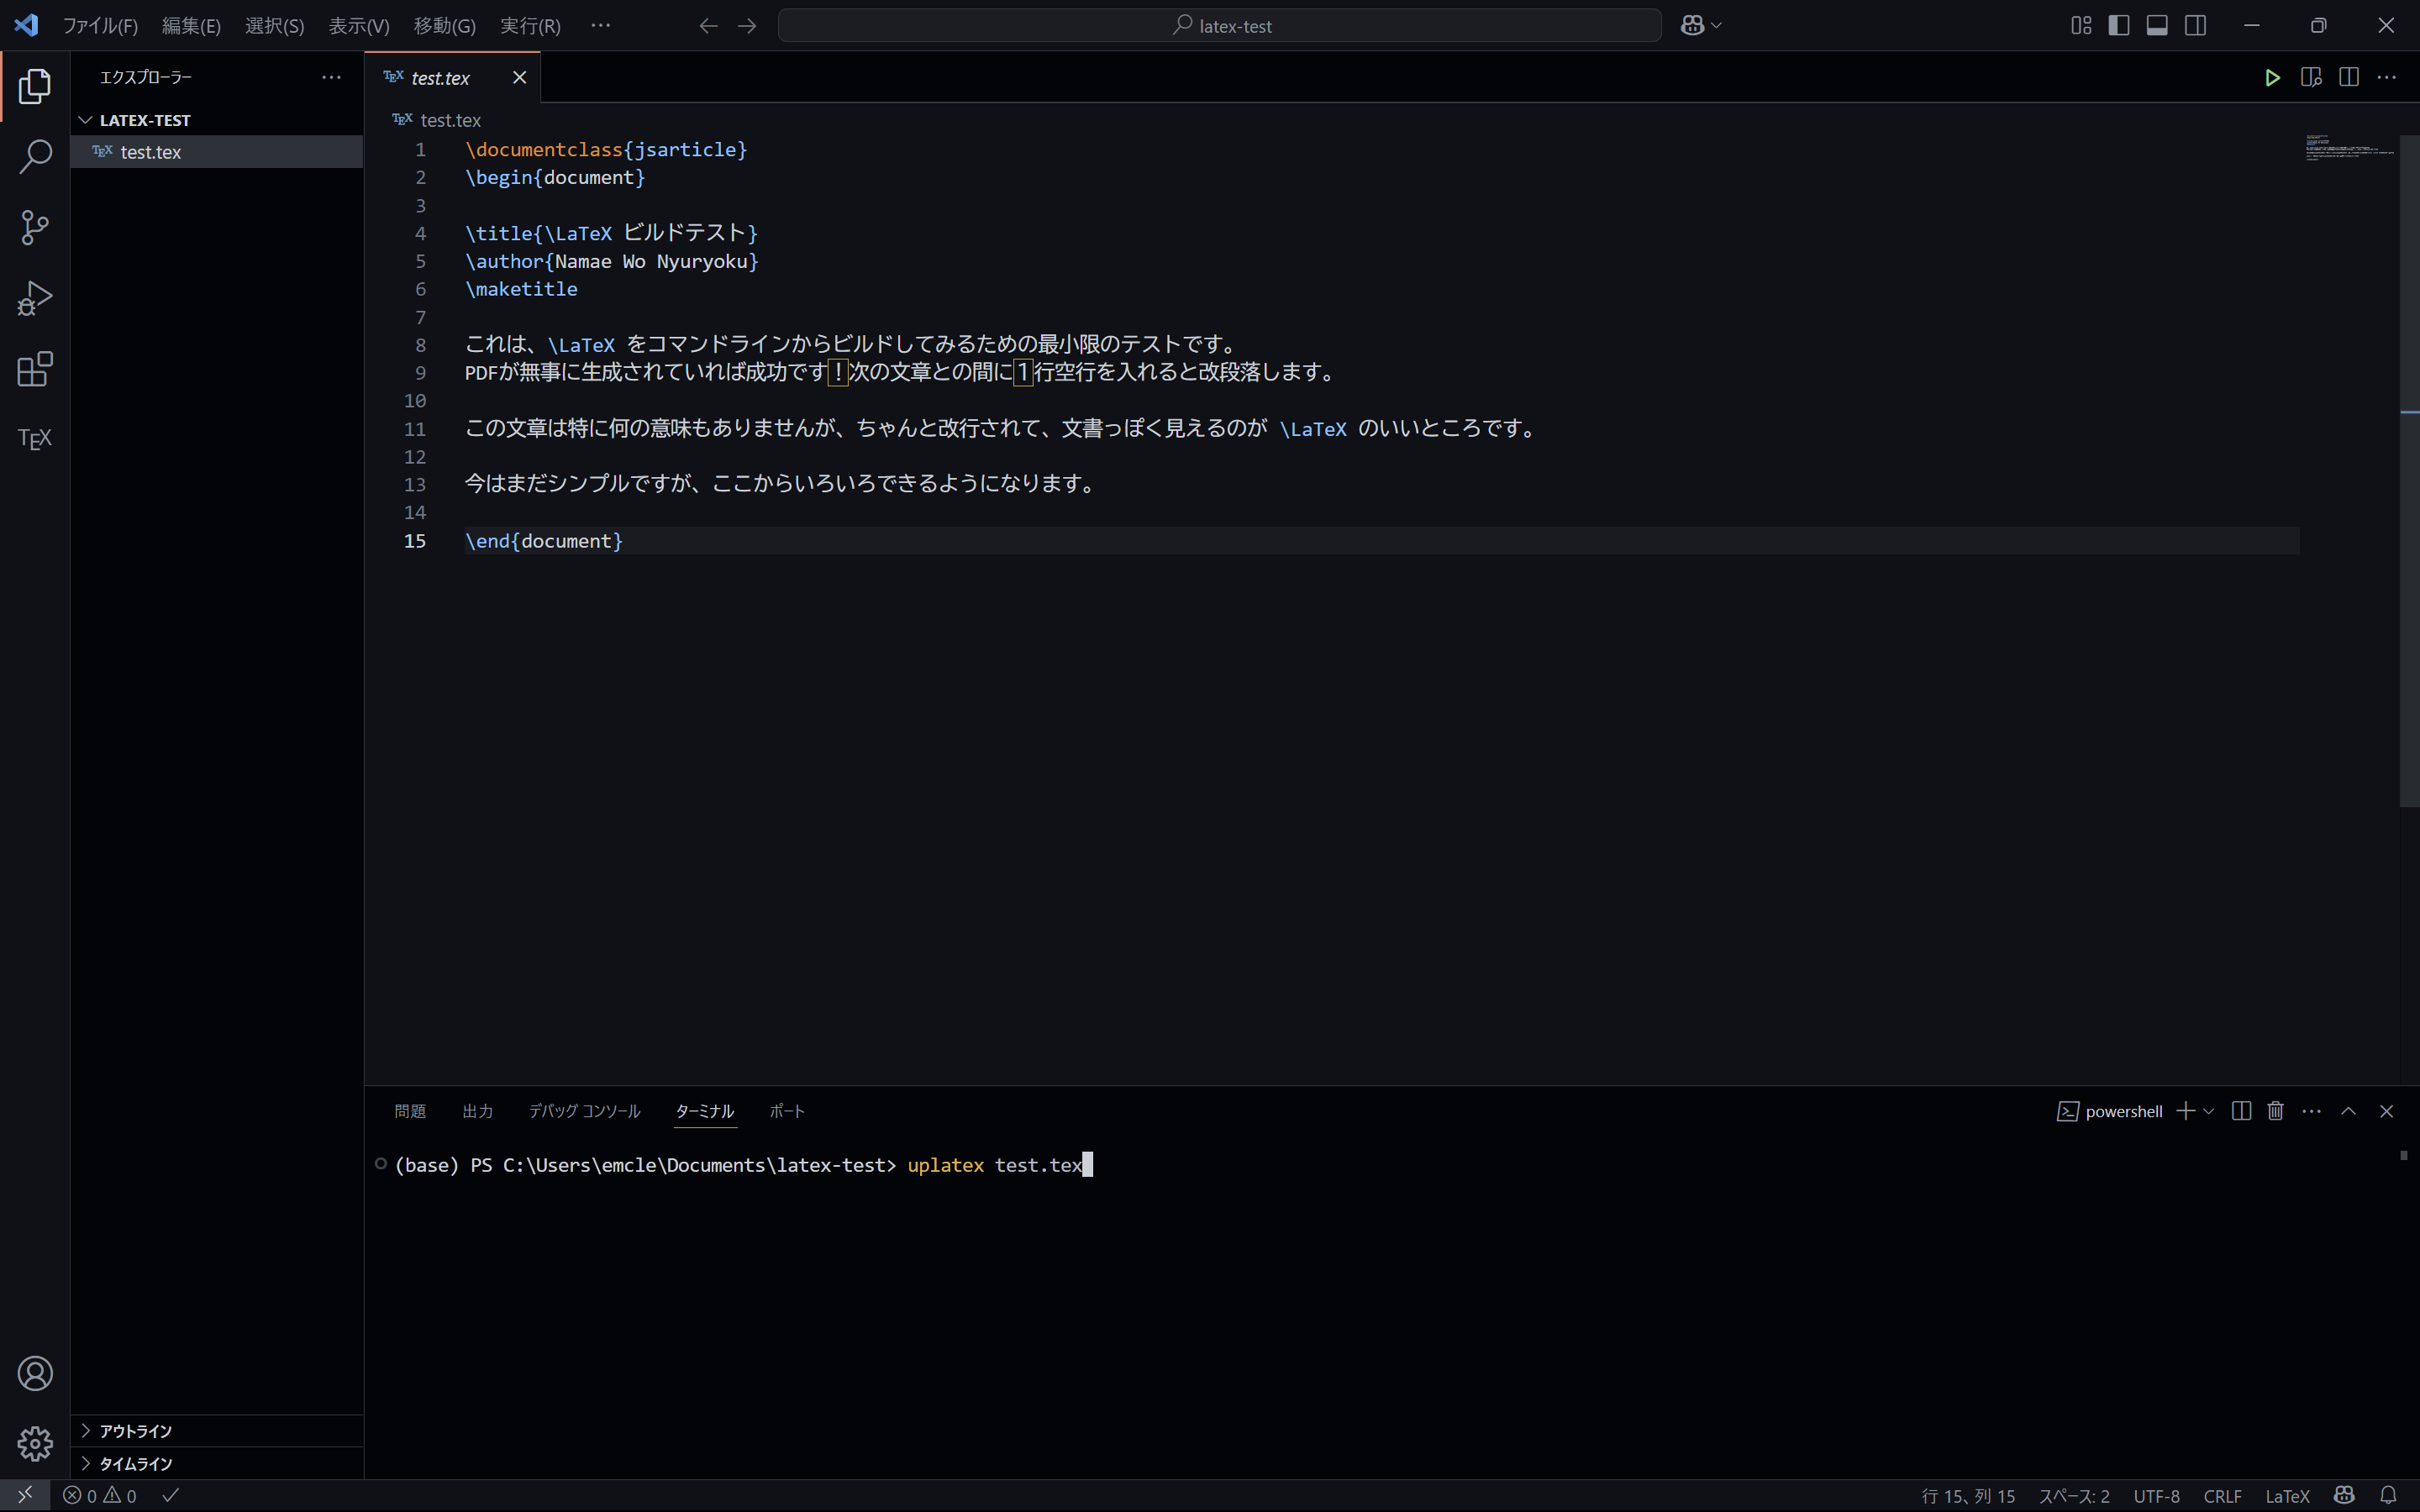 ファイル(F) 編集(E) 選択(S) 表示(V) 移動(G) 実行(R) … latex-test
エクスプローラー
LATEX-TEST
TEX test.tex
TEX
TEX test.tex
TEX test.tex
1 \documentclass{jsarticle}
2 \begin{document}
3
4 \title{\LaTeX ビルドテスト}
5 \author{Namae Wo Nyuryoku}
6 \maketitle
7
8 これは、\LaTeX をコマンドラインからビルドしてみるための最小限のテストです。
9 PDFが無事に生成されていれば成功です！次の文章との間に１行空行を入れると改段落します。
10
11 この文章は特に何の意味もありませんが、ちゃんと改行されて、文書っぽく見えるのが \LaTeX のいいところです。
12
13 今はまだシンプルですが、ここからいろいろできるようになります。
14
15 \end{document}
問題 出力 デバッグ コンソール ターミナル ポート powershell
(base) PS C:\Users\emcle\Documents\latex-test> uplatex test.tex
アウトライン
タイムライン
0 0 行 15、列 15 スペース: 2 UTF-8 CRLF LaTeX